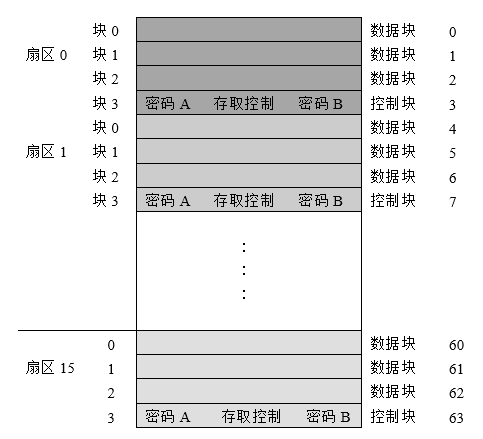 块 0 数据块 0
扇区 0 块 1 数据块 1
块 2 数据块 2
块 3 密码 A 存取控制 密码 B 控制块 3
块 0 数据块 4
扇区 1 块 1 数据块 5
块 2 数据块 6
块 3 密码 A 存取控制 密码 B 控制块 7
⋮
0 数据块 60
扇区 15 1 数据块 61
2 数据块 62
3 密码 A 存取控制 密码 B 控制块 63